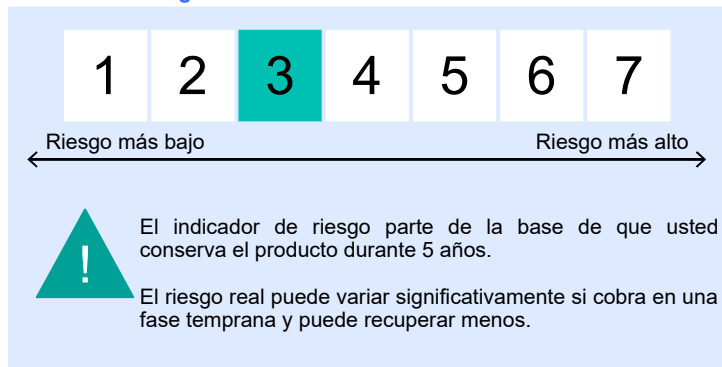 1 2 3 4 5 6 7
Riesgo más bajo Riesgo más alto
!
El indicador de riesgo parte de la base de que usted
conserva el producto durante 5 años.
El riesgo real puede variar significativamente si cobra en una
fase temprana y puede recuperar menos.